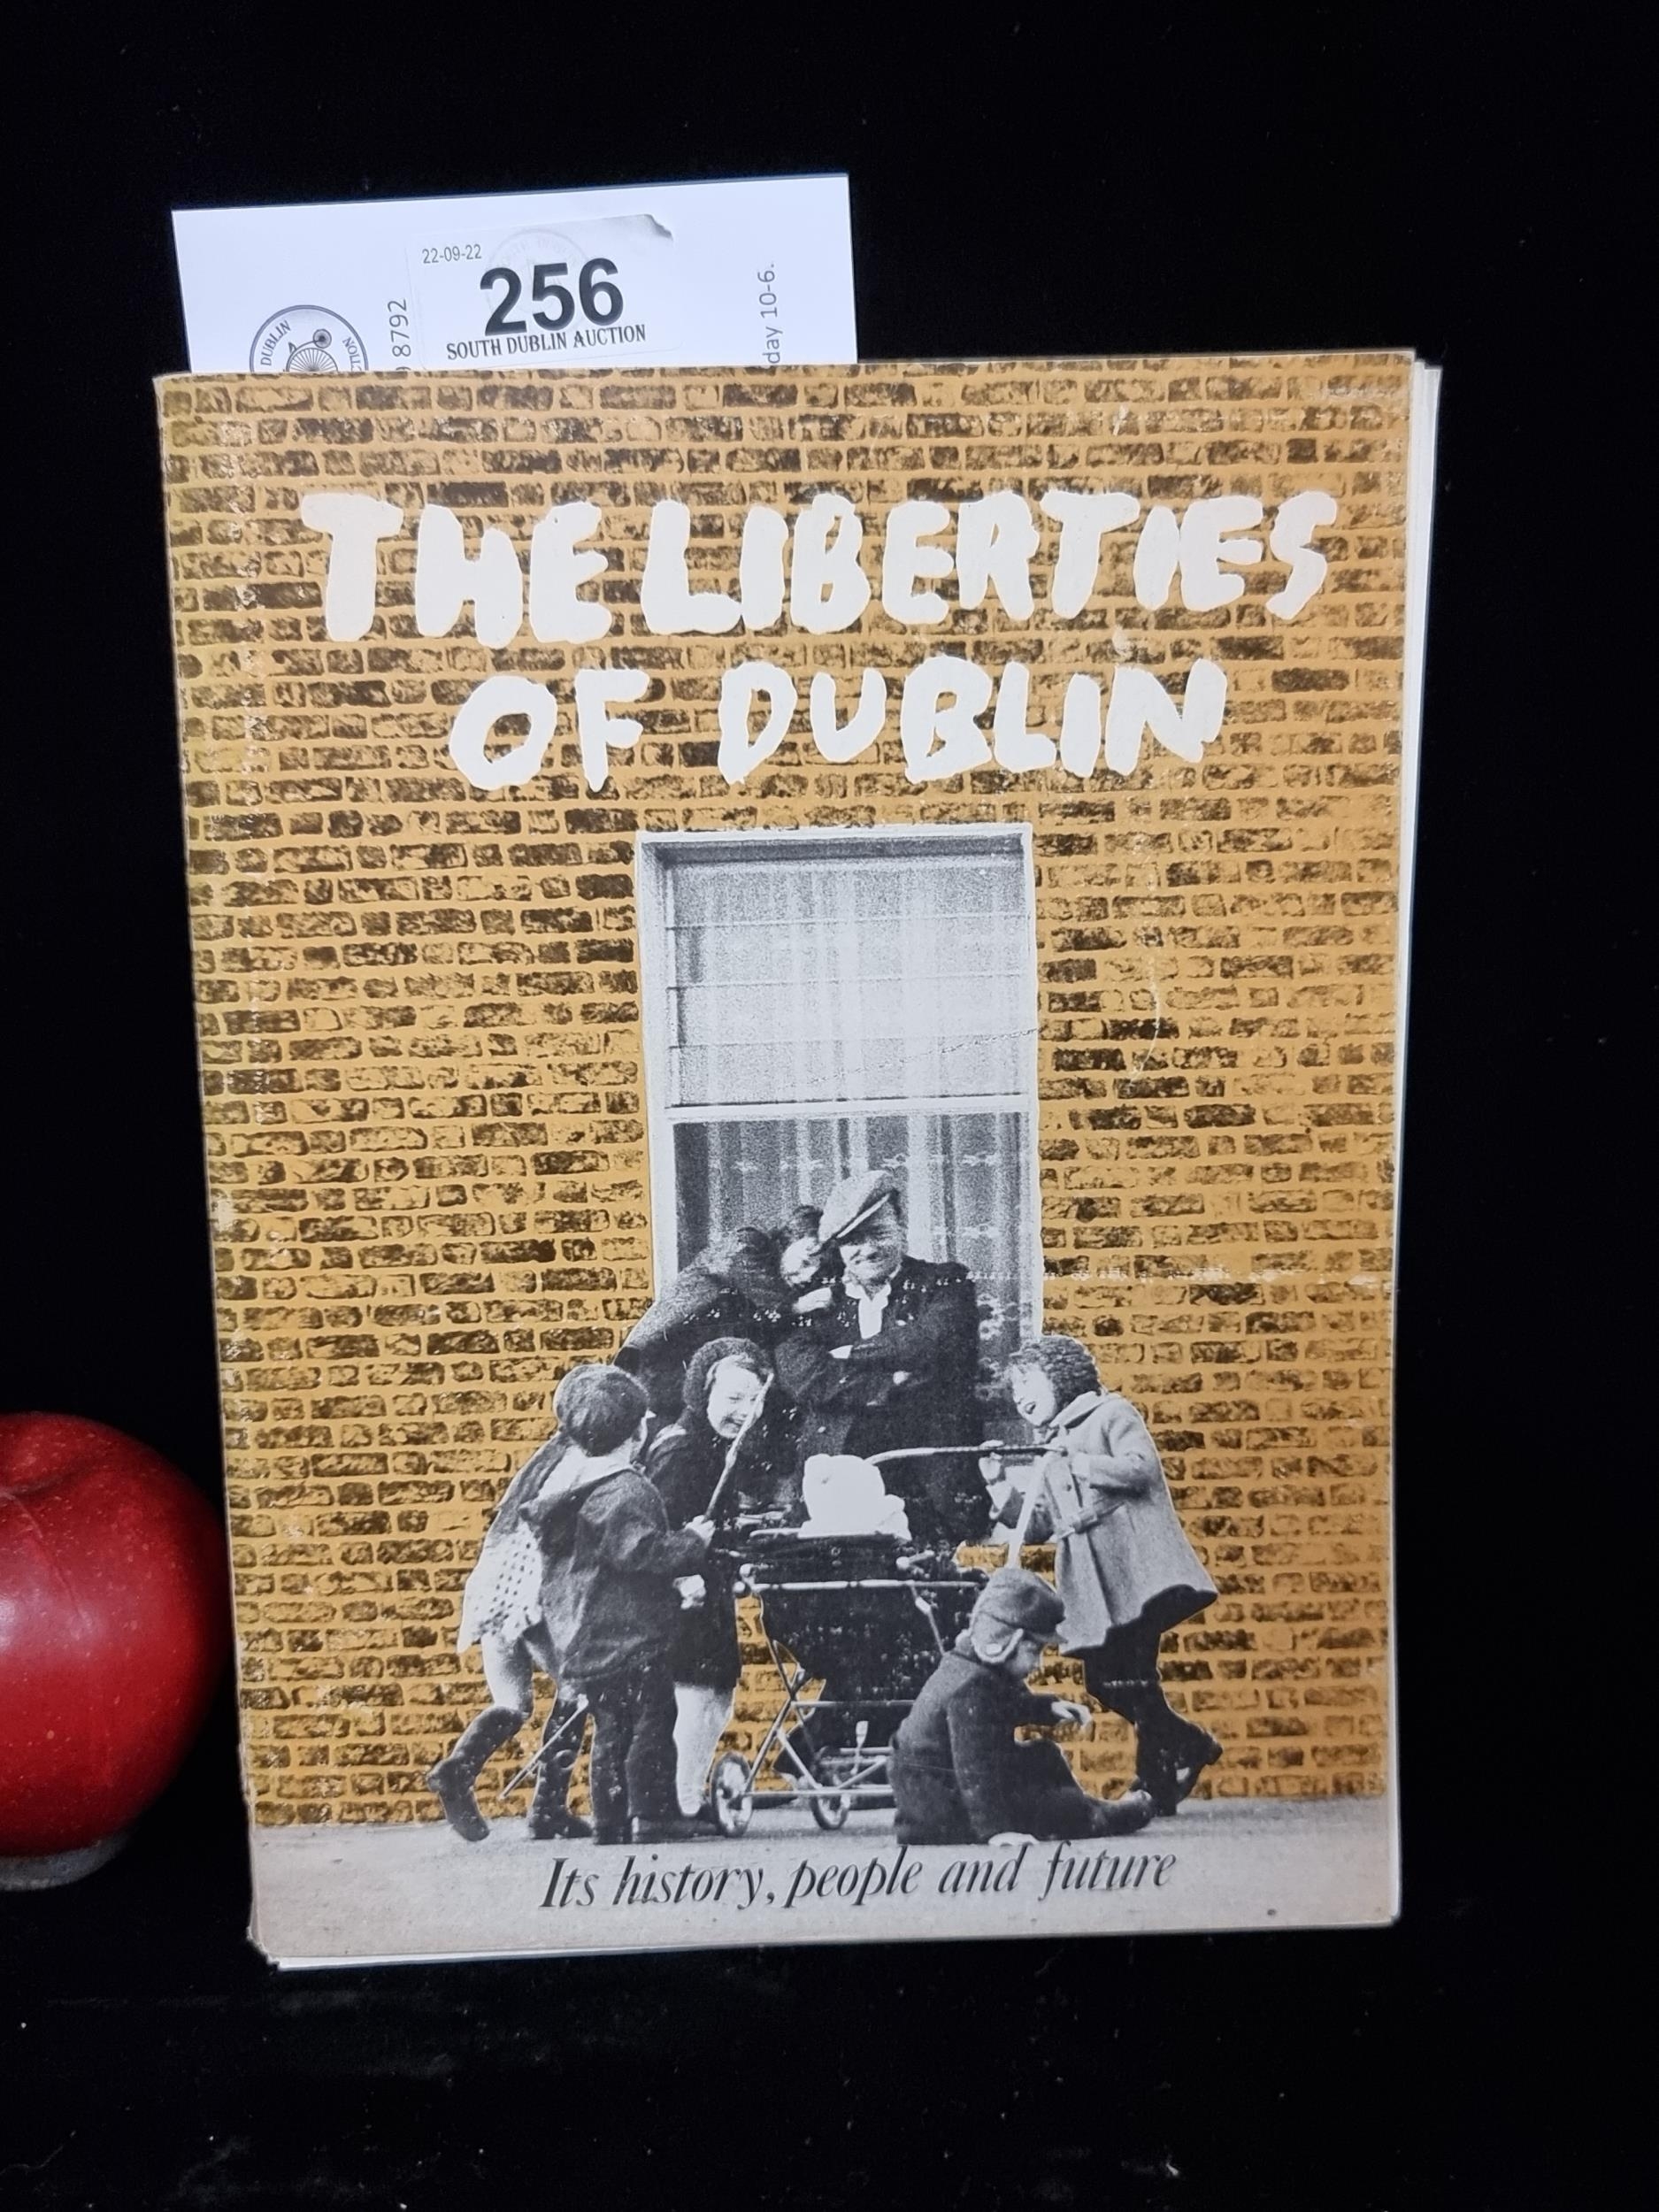 22-09-22
256
SOUTH DUBLIN AUCTION
DUBLIN
8792
day 10-6.
THE LIBERTIES
OF DUBLIN
Its history, people and future